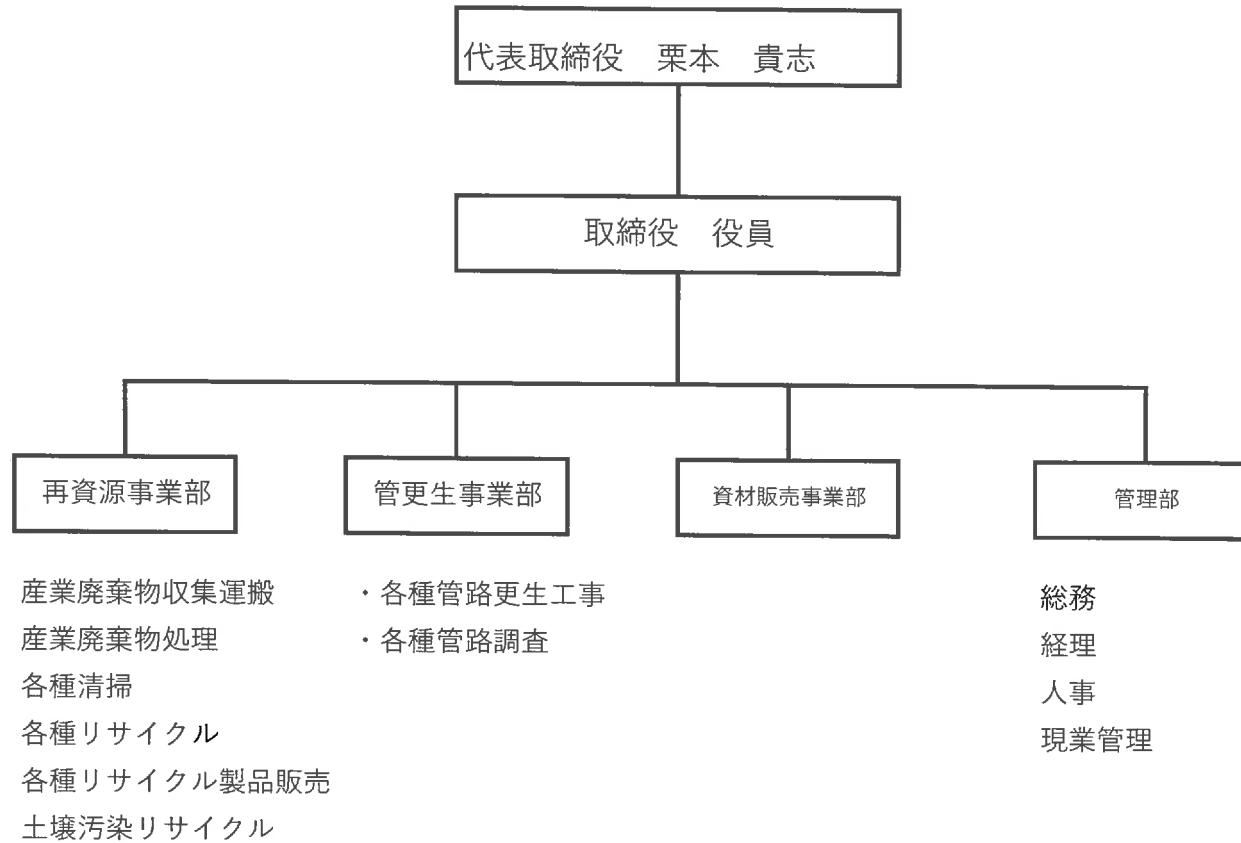 代表取締役　栗本　貴志
取締役　役員
再資源事業部
管更生事業部
資材販売事業部
管理部
産業廃棄物収集運搬
産業廃棄物処理
各種清掃
各種リサイクル
各種リサイクル製品販売
土壌汚染リサイクル
・各種管路更生工事
・各種管路調査
総務
経理
人事
現業管理